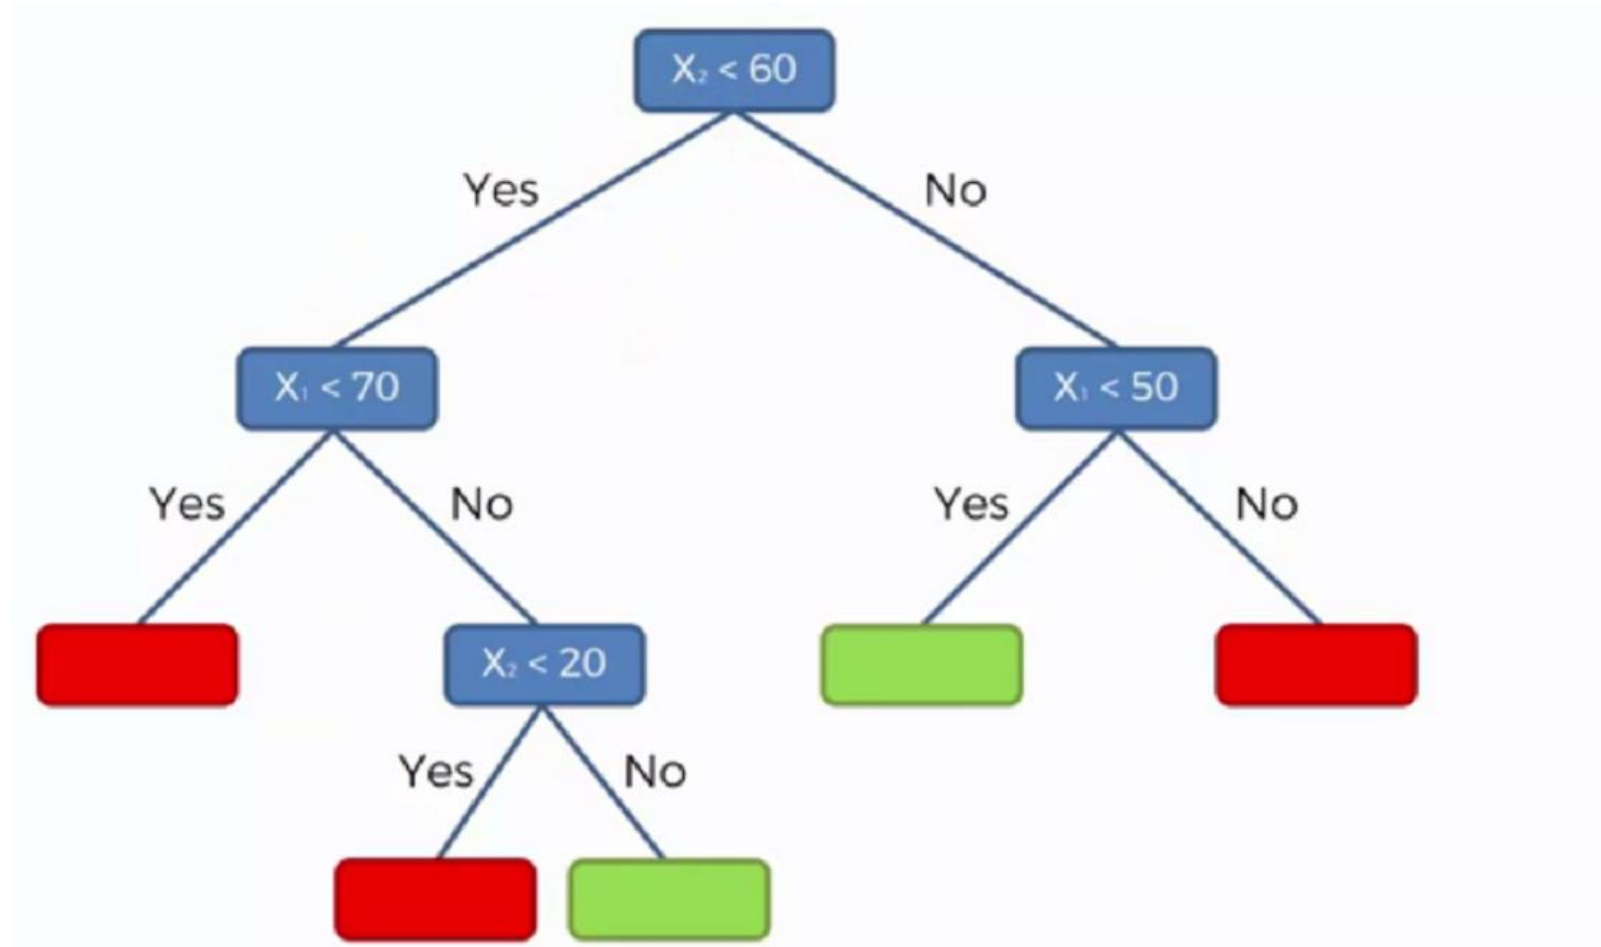 X₂ < 60
Yes
No
X₁ < 70
X₁ < 50
Yes
No
Yes
No
X₂ < 20
Yes
No